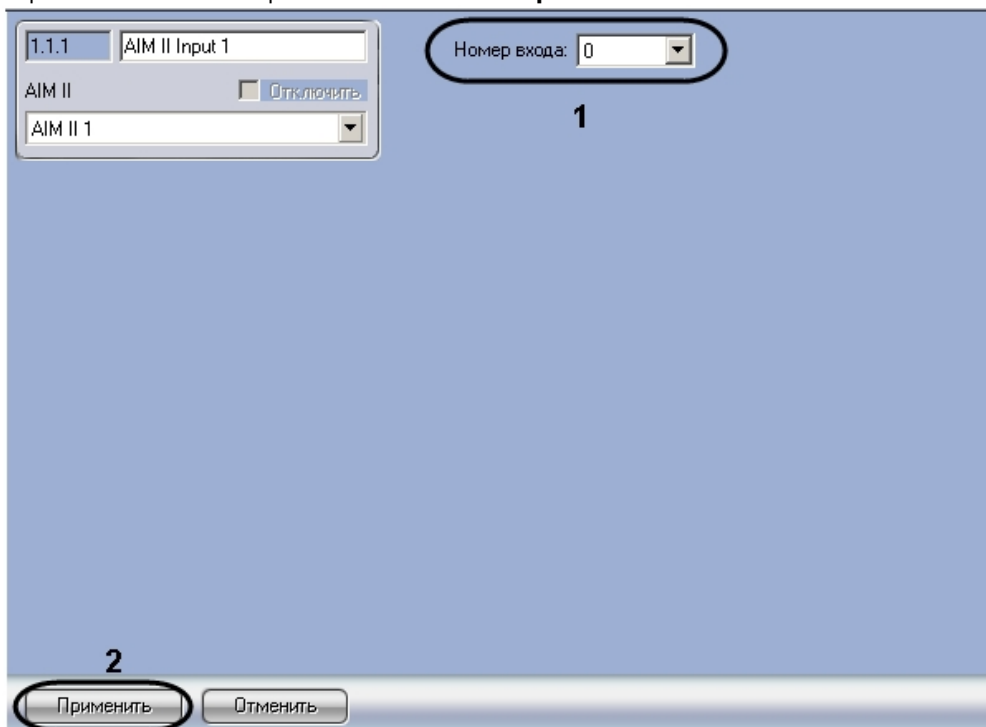 1.1.1 AIM II Input 1
Номер входа: 0
AIM II Отключить
1
AIM II 1
2
Применить Отменить